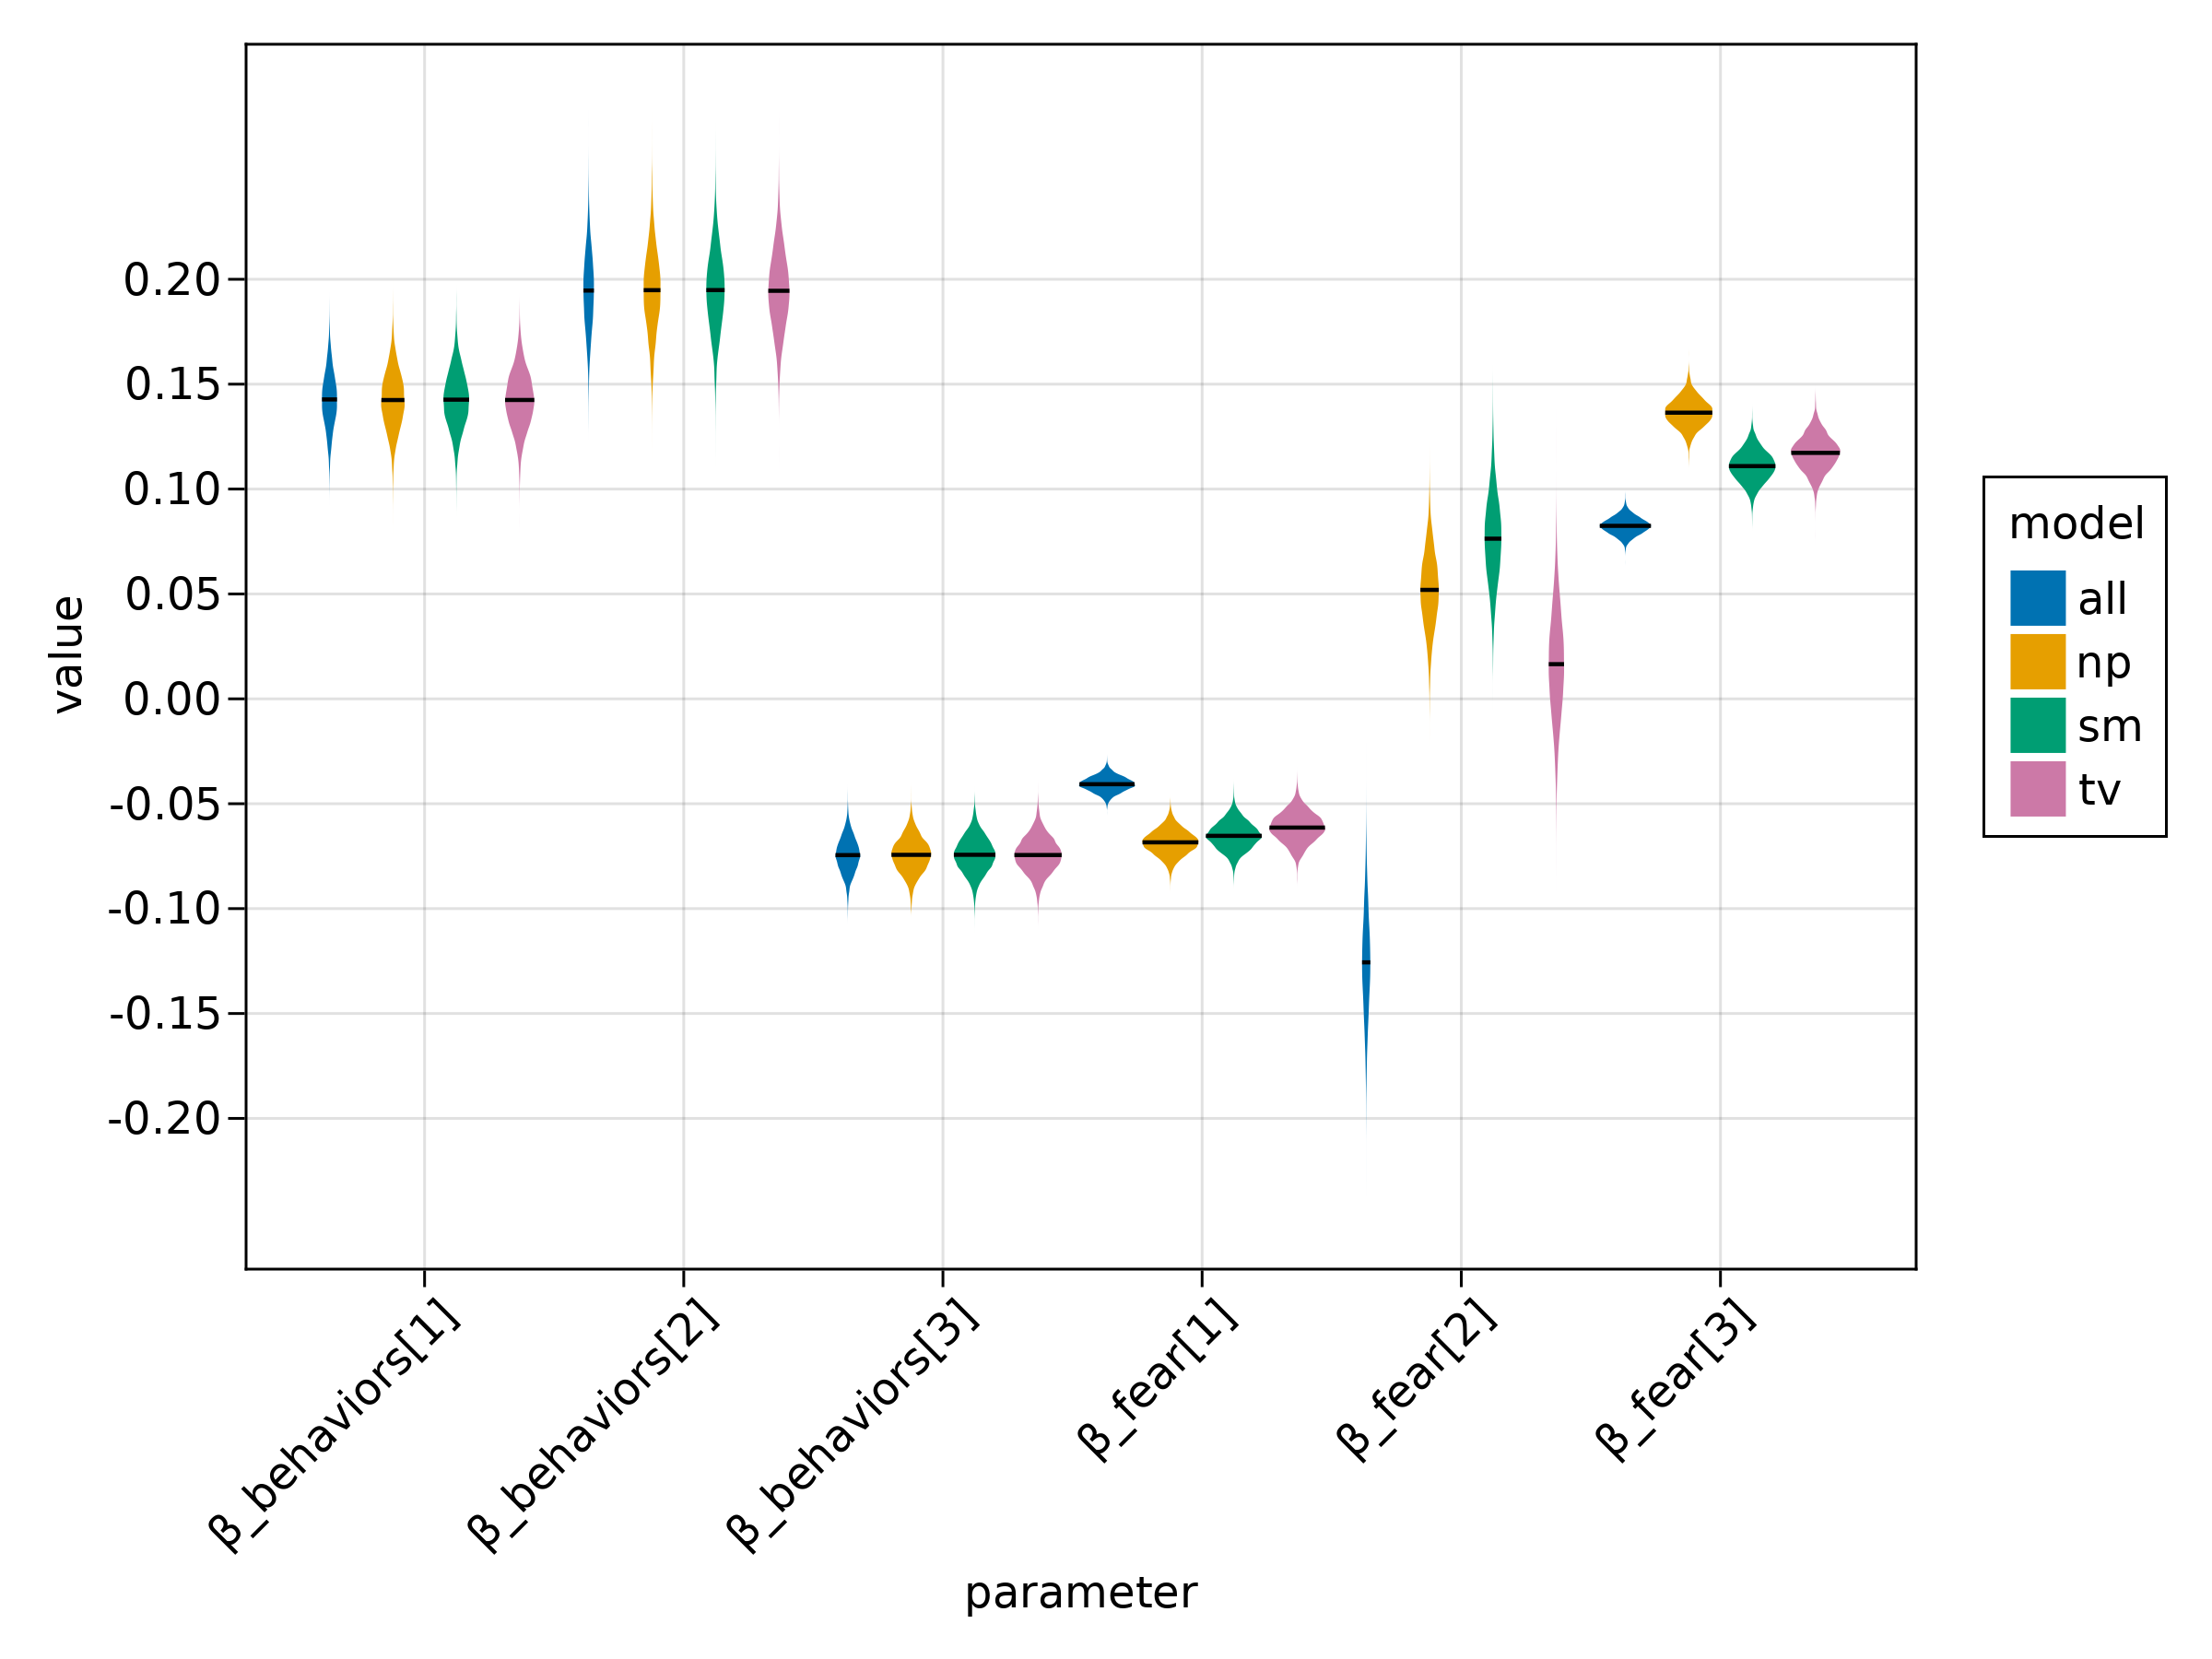 value
0.20
0.15
0.10
0.05
0.00
-0.05
-0.10
-0.15
-0.20
β_behaviors[1]
β_behaviors[2]
β_behaviors[3]
β_fear[1]
β_fear[2]
β_fear[3]
parameter
model
all
np
sm
tv